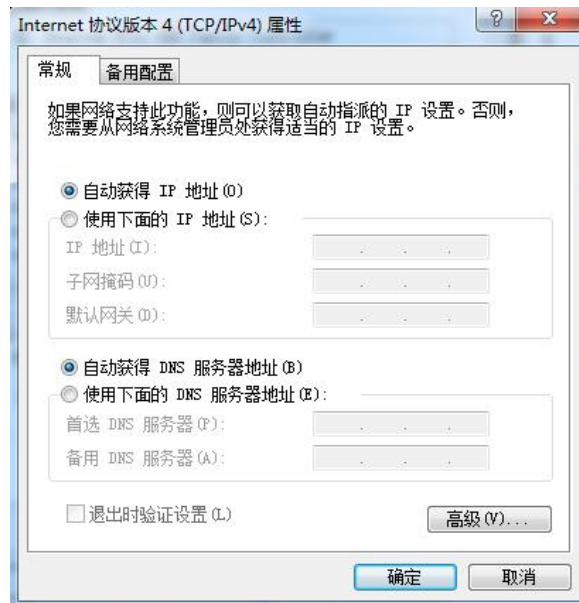 Internet 协议版本 4 (TCP/IPv4) 属性
常规
备用配置
如果网络支持此功能，则可以获取自动指派的 IP 设置。否则，
您需要从网络系统管理员处获得适当的 IP 设置。
自动获得 IP 地址(O)
使用下面的 IP 地址(S):
IP 地址(I):
子网掩码(U):
默认网关(D):
自动获得 DNS 服务器地址(B)
使用下面的 DNS 服务器地址(E):
首选 DNS 服务器(P):
备用 DNS 服务器(A):
退出时验证设置(L)
高级(V)...
确定
取消